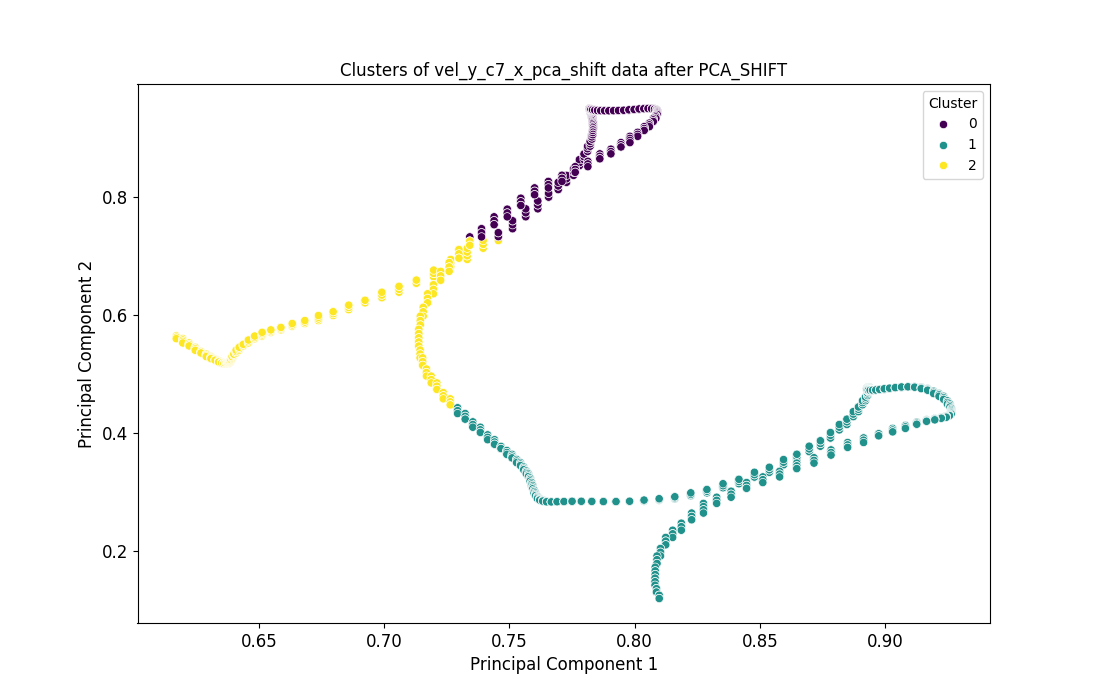 Clusters of vel_y_c7_x_pca_shift data after PCA_SHIFT
Cluster
0
1
2
Principal Component 2
0.8
0.6
0.4
0.2
0.65 0.70 0.75 0.80 0.85 0.90
Principal Component 1